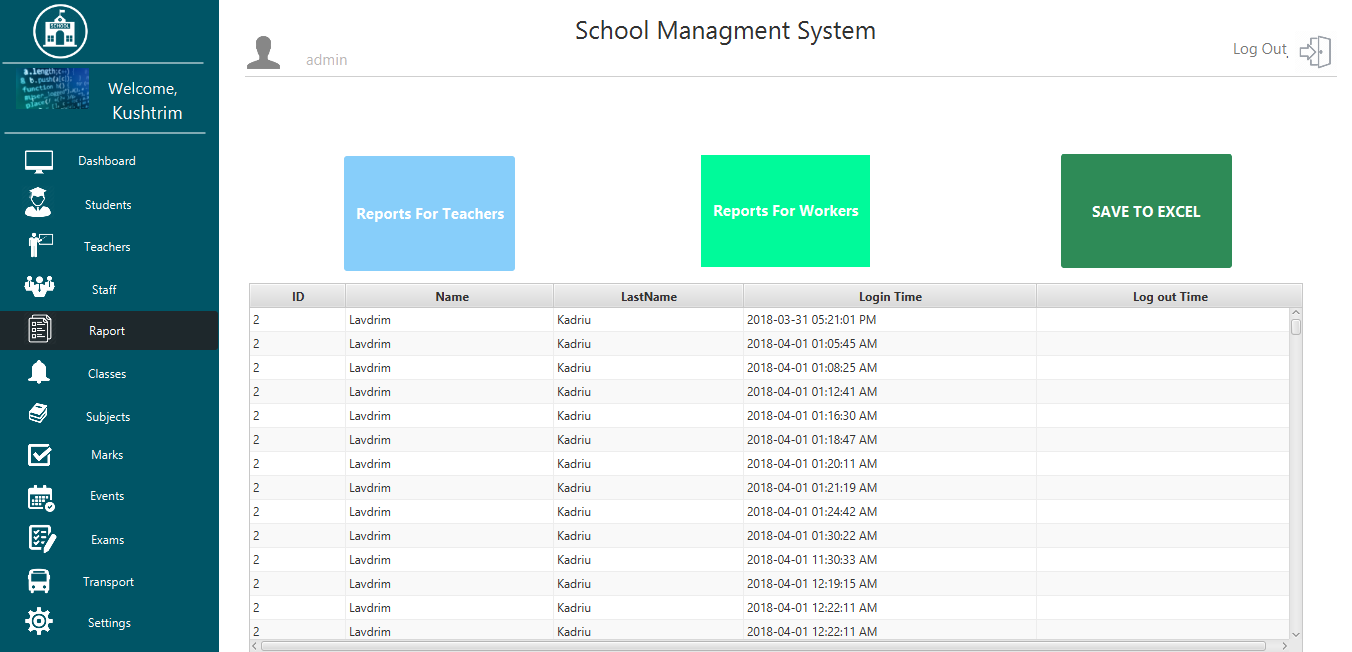 School Managment System
admin
Log Out
SCHOOL
a.length;c--)
& b.push(a[c]);
function h()
Welcome,
Kushtrim
Dashboard
Students
Teachers
Staff
Raport
Classes
Subjects
Marks
Events
Exams
Transport
Settings
Reports For Teachers
Reports For Workers
SAVE TO EXCEL
ID Name LastName Login Time Log out Time
2 Lavdrim Kadriu 2018-03-31 05:21:01 PM
2 Lavdrim Kadriu 2018-04-01 01:05:45 AM
2 Lavdrim Kadriu 2018-04-01 01:08:25 AM
2 Lavdrim Kadriu 2018-04-01 01:12:41 AM
2 Lavdrim Kadriu 2018-04-01 01:16:30 AM
2 Lavdrim Kadriu 2018-04-01 01:18:47 AM
2 Lavdrim Kadriu 2018-04-01 01:20:11 AM
2 Lavdrim Kadriu 2018-04-01 01:21:19 AM
2 Lavdrim Kadriu 2018-04-01 01:24:42 AM
2 Lavdrim Kadriu 2018-04-01 01:30:22 AM
2 Lavdrim Kadriu 2018-04-01 11:30:33 AM
2 Lavdrim Kadriu 2018-04-01 12:19:15 AM
2 Lavdrim Kadriu 2018-04-01 12:22:11 AM
2 Lavdrim Kadriu 2018-04-01 12:22:11 AM